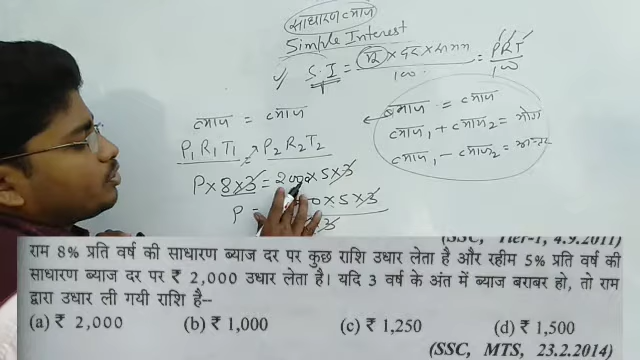 साधारण ब्याज
Simple Interest
S.I = मू × दर × समय = PRT
100 100
ब्याज = ब्याज
P₁R₁T₁ = P₂R₂T₂
P × 8 × 3 = 200 × 5 × 3
P =
ब्याज = ब्याज
ब्याज₁ + ब्याज₂ = योग
ब्याज₁ − ब्याज₂ = अन्तर
(SSC, Tier-1, 4.9.2011)
राम 8% प्रति वर्ष की साधारण ब्याज दर पर कुछ राशि उधार लेता है और रहीम 5% प्रति वर्ष की
साधारण ब्याज दर पर ₹ 2,000 उधार लेता है। यदि 3 वर्ष के अंत में ब्याज बराबर हो, तो राम
द्वारा उधार ली गयी राशि है--
(a) ₹ 2,000 (b) ₹ 1,000 (c) ₹ 1,250 (d) ₹ 1,500
(SSC, MTS, 23.2.2014)